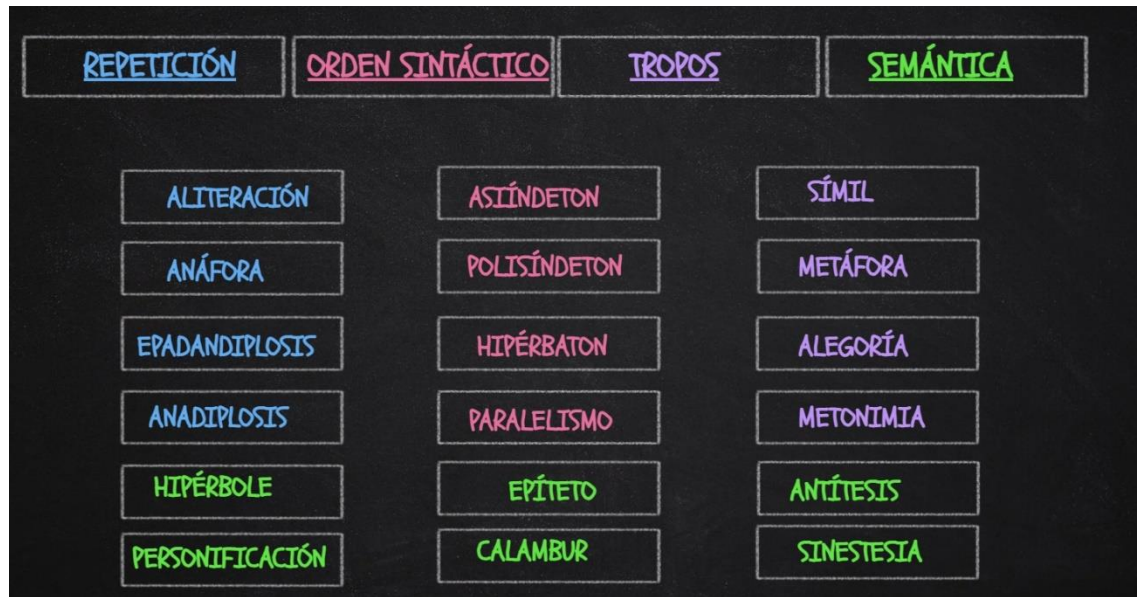 REPETICIÓN ORDEN SINTÁCTICO TROPOS SEMÁNTICA
ALITERACIÓN ASIÍNDETON SÍMIL
ANÁFORA POLISÍNDETON METÁFORA
EPADANDIPLOSIS HIPÉRBATON ALEGORÍA
ANADIPLOSIS PARALELISMO METONIMIA
HIPÉRBOLE EPÍTETO ANTÍTESIS
PERSONIFICACIÓN CALAMBUR SINESTESIA